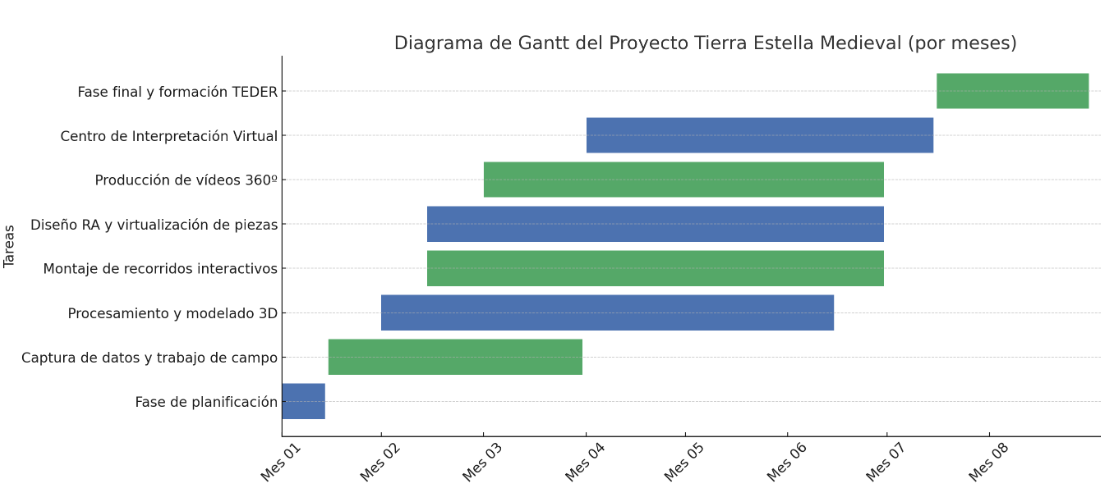 Diagrama de Gantt del Proyecto Tierra Estella Medieval (por meses)
Tareas
Fase final y formación TEDER
Centro de Interpretación Virtual
Producción de vídeos 360º
Diseño RA y virtualización de piezas
Montaje de recorridos interactivos
Procesamiento y modelado 3D
Captura de datos y trabajo de campo
Fase de planificación
Mes 01
Mes 02
Mes 03
Mes 04
Mes 05
Mes 06
Mes 07
Mes 08